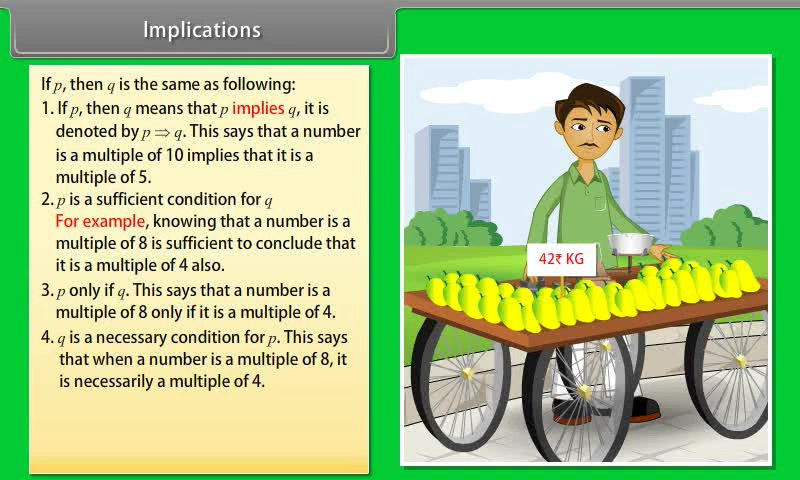 Implications
If p, then q is the same as following:
1. If p, then q means that p implies q, it is
denoted by p ⇒ q. This says that a number
is a multiple of 10 implies that it is a
multiple of 5.
2. p is a sufficient condition for q
For example, knowing that a number is a
multiple of 8 is sufficient to conclude that
it is a multiple of 4 also.
3. p only if q. This says that a number is a
multiple of 8 only if it is a multiple of 4.
4. q is a necessary condition for p. This says
that when a number is a multiple of 8, it
is necessarily a multiple of 4.
42₹ KG